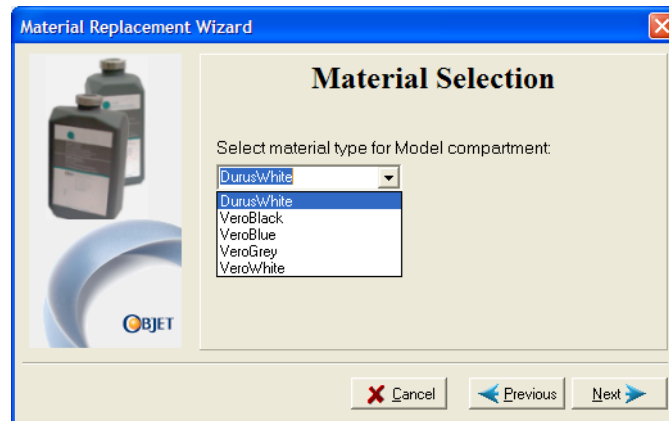 Material Replacement Wizard
Material Selection
Select material type for Model compartment:
DurusWhite
DurusWhite
VeroBlack
VeroBlue
VeroGrey
VeroWhite
OBJET
Cancel
Previous
Next